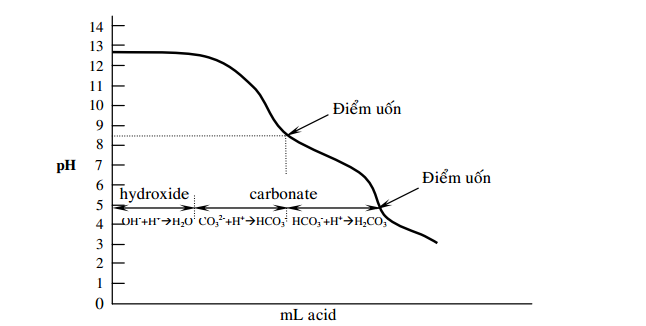 14
13
12
11
10
9
8
7
6
5
4
3
2
1
0
pH
Điểm uốn
Điểm uốn
hydroxide
carbonate
OH⁻+H⁺→H₂O CO₃²⁻+H⁺→HCO₃⁻ HCO₃⁻+H⁺→H₂CO₃
mL acid